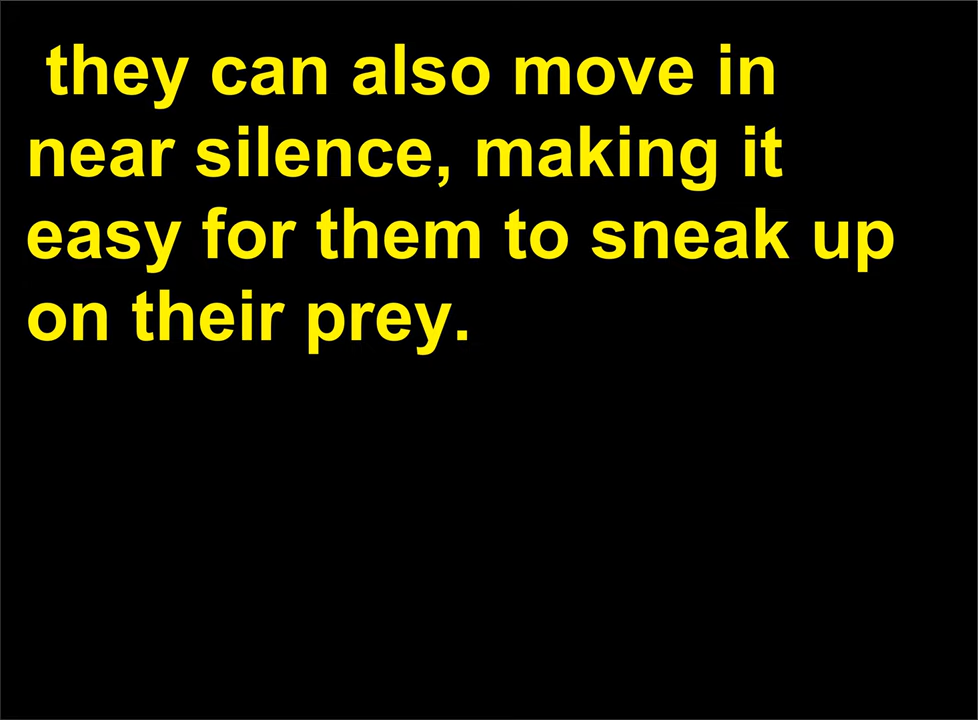 they can also move in
near silence, making it
easy for them to sneak up
on their prey.